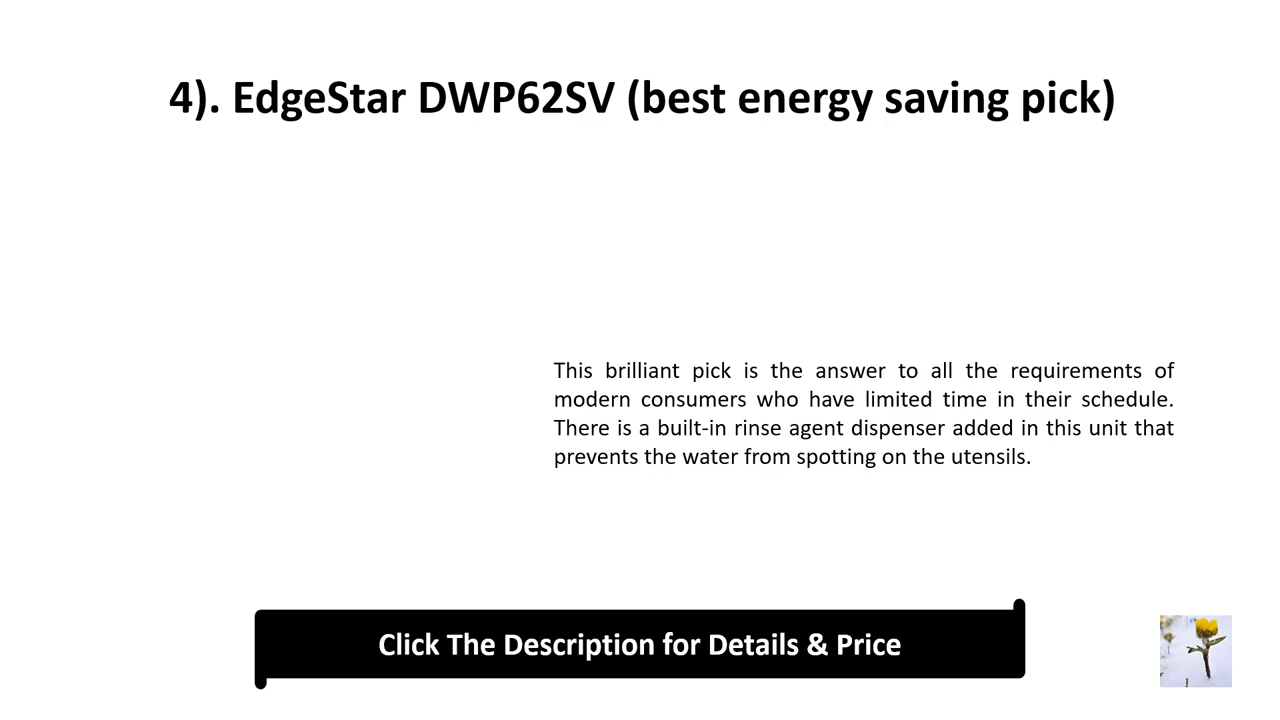 4). EdgeStar DWP62SV (best energy saving pick)
This brilliant pick is the answer to all the requirements of
modern consumers who have limited time in their schedule.
There is a built-in rinse agent dispenser added in this unit that
prevents the water from spotting on the utensils.
Click The Description for Details & Price